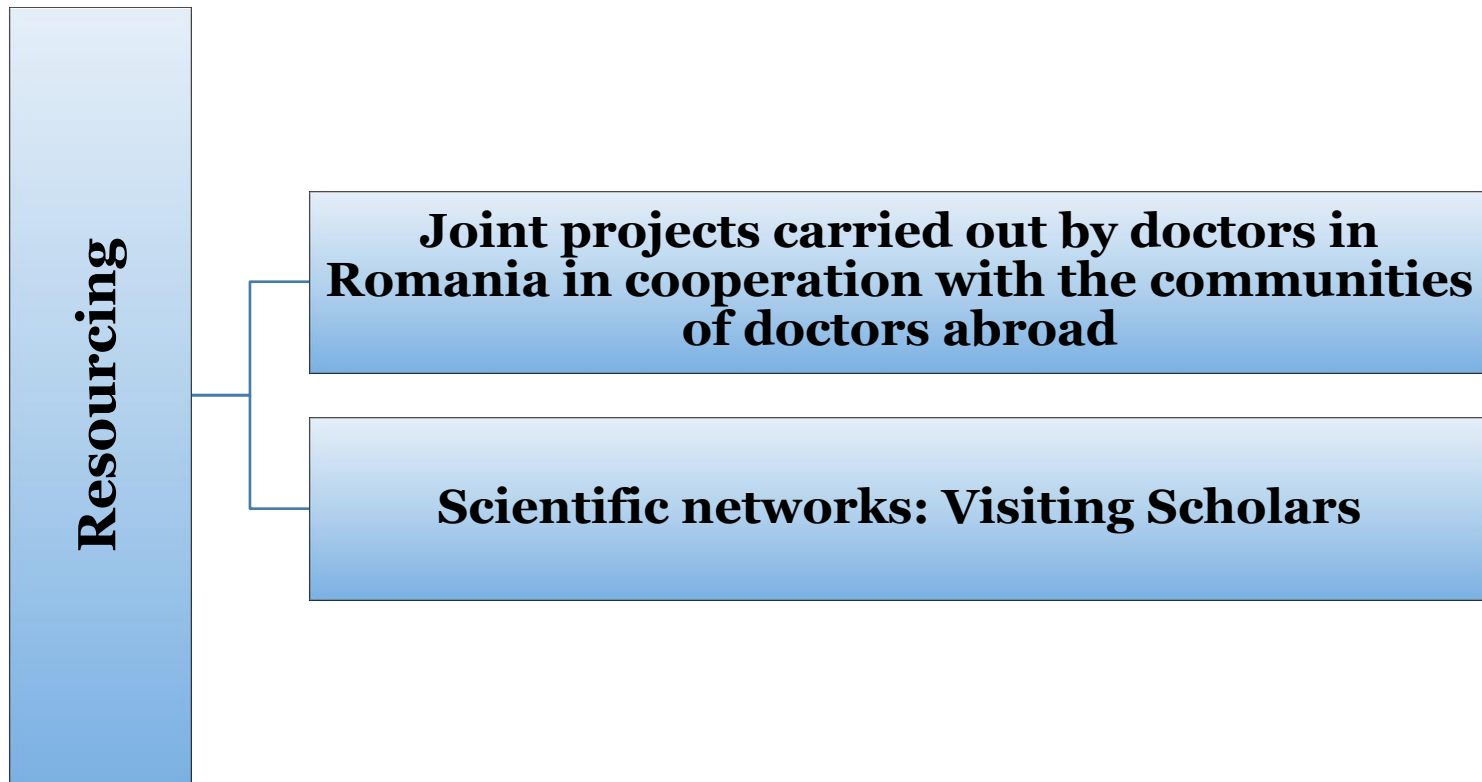 Resourcing
Joint projects carried out by doctors in
Romania in cooperation with the communities
of doctors abroad
Scientific networks: Visiting Scholars